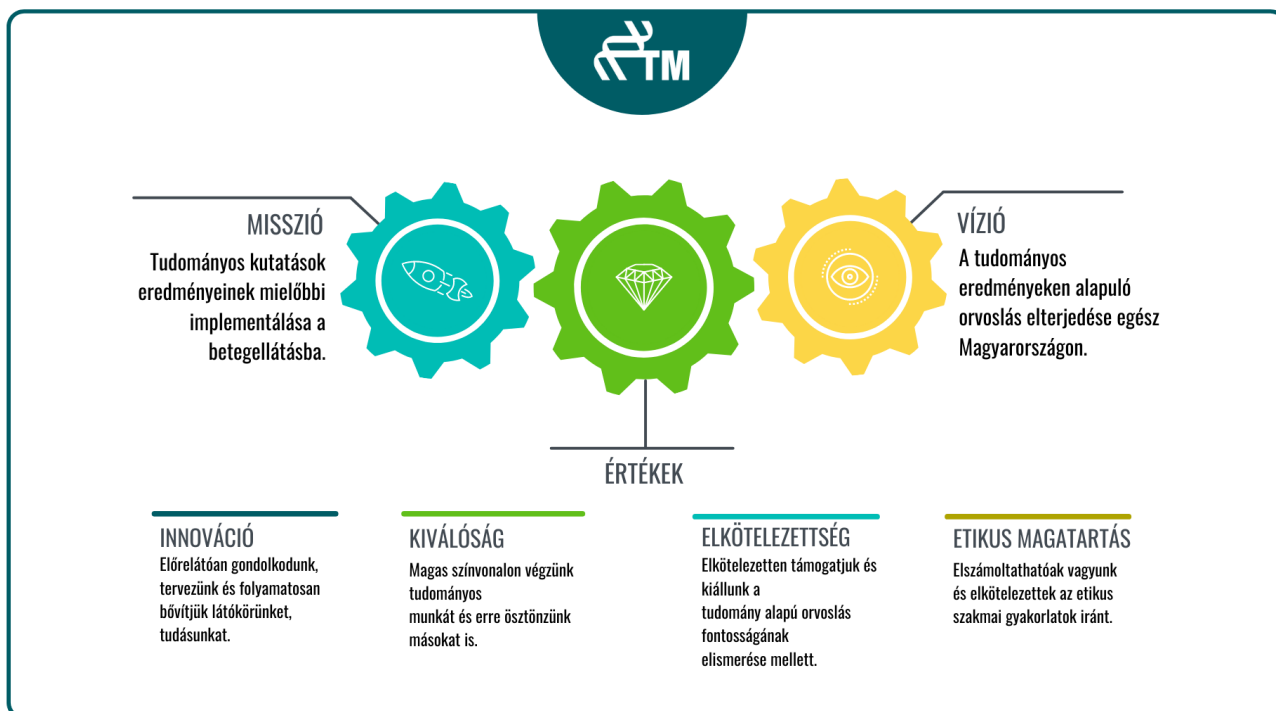 TM
MISSZIÓ
Tudományos kutatások
eredményeinek mielőbbi
implementálása a
betegellátásba.
VÍZIÓ
A tudományos
eredményeken alapuló
orvoslás elterjedése egész
Magyarországon.
ÉRTÉKEK
INNOVÁCIÓ
Előrelátóan gondolkodunk,
tervezünk és folyamatosan
bővítjük látókörünket,
tudásunkat.
KIVÁLÓSÁG
Magas színvonalon végzünk
tudományos
munkát és erre ösztönzünk
másokat is.
ELKÖTELEZETTSÉG
Elkötelezetten támogatjuk és
kiállunk a
tudomány alapú orvoslás
fontosságának
elismerése mellett.
ETIKUS MAGATARTÁS
Elszámoltathatóak vagyunk
és elkötelezettek az etikus
szakmai gyakorlatok iránt.